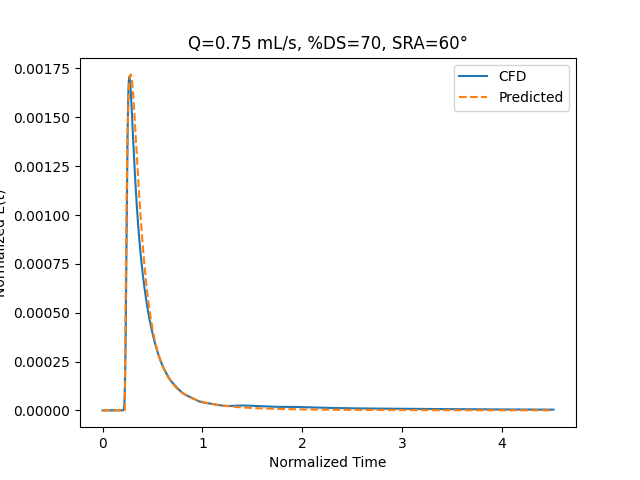 Q=0.75 mL/s, %DS=70, SRA=60°
CFD
Predicted
0.00175
0.00150
0.00125
0.00100
0.00075
0.00050
0.00025
0.00000
Normalized E(t)
0 1 2 3 4
Normalized Time